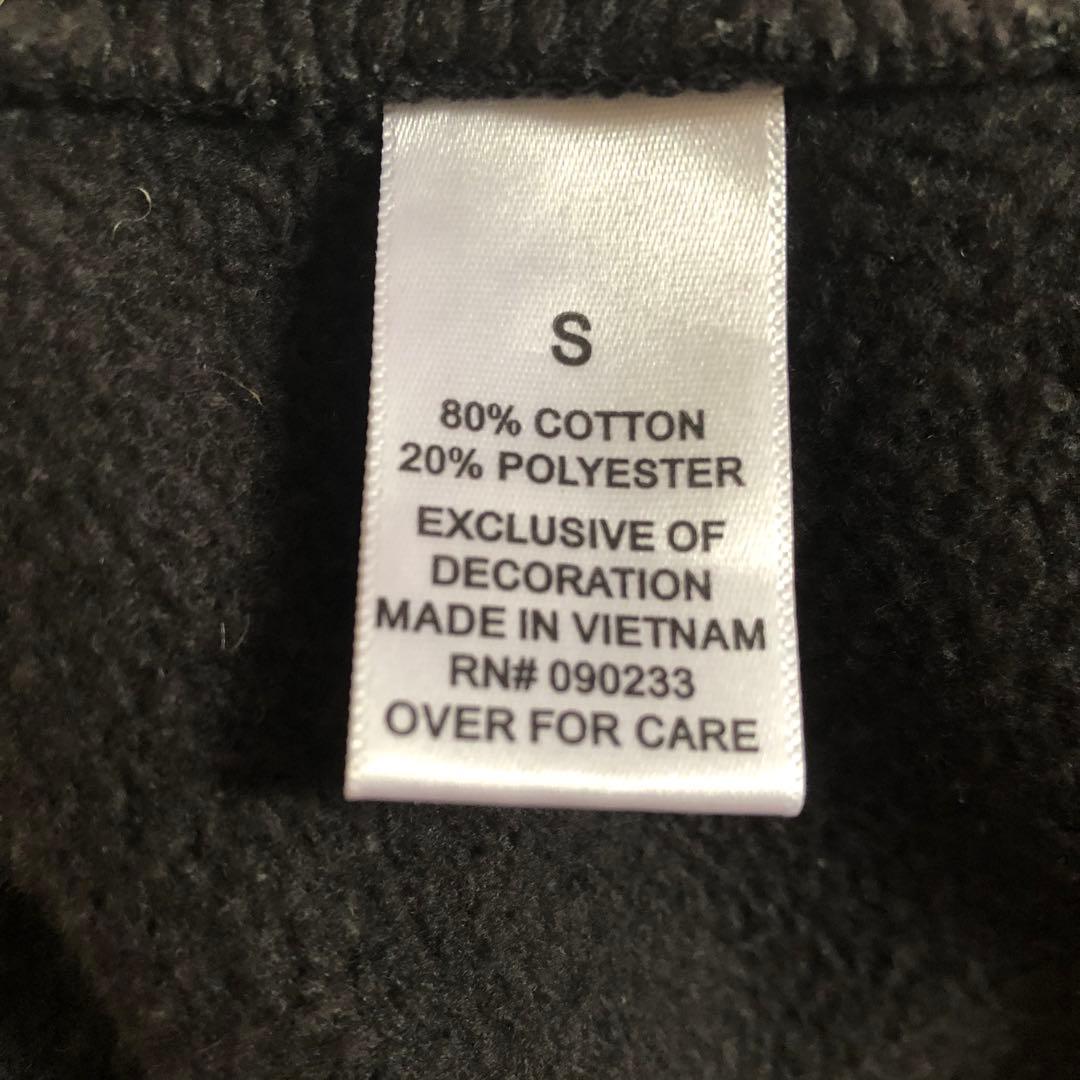 S
80% COTTON
20% POLYESTER
EXCLUSIVE OF
DECORATION
MADE IN VIETNAM
RN# 090233
OVER FOR CARE